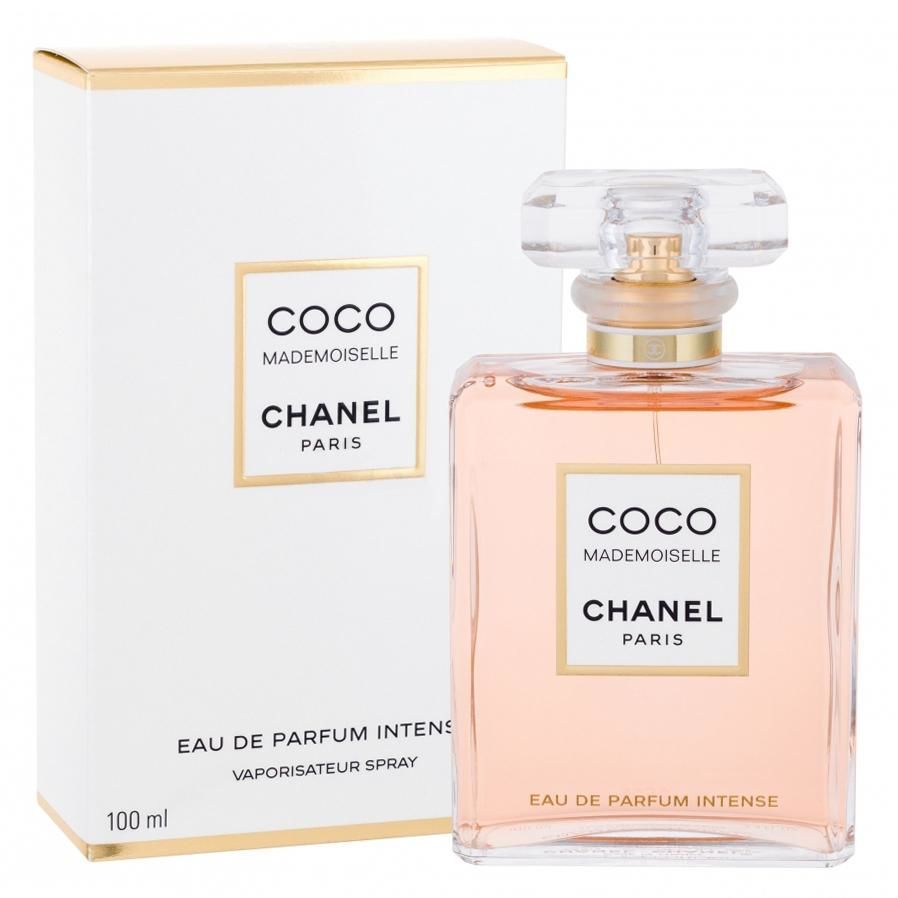 COCO
MADEMOISELLE
CHANEL
PARIS
EAU DE PARFUM INTENS
VAPORISATEUR SPRAY
100 ml
COCO
MADEMOISELLE
CHANEL
PARIS
EAU DE PARFUM INTENSE